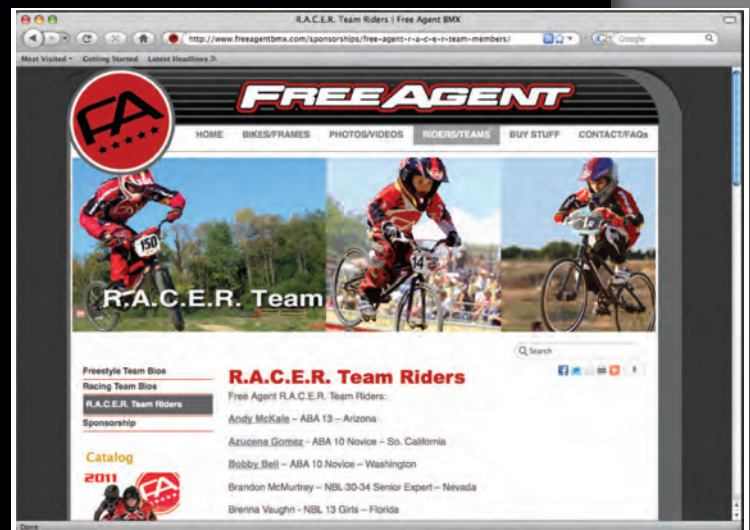 R.A.C.E.R. Team Riders | Free Agent BMX
http://www.freeagentbmx.com/sponsorships/free-agent-r-a-c-e-r-team-members/
Google
Most Visited
Getting Started
Latest Headlines
FA
FREEAGENT
HOME
BIKES/FRAMES
PHOTOS/VIDEOS
RIDERS/TEAMS
BUY STUFF
CONTACT/FAQs
150
14
R.A.C.E.R. Team
Search
Freestyle Team Bios
Racing Team Bios
R.A.C.E.R. Team Riders
Sponsorship
Catalog
2011
FA
R.A.C.E.R. Team Riders
Free Agent R.A.C.E.R. Team Riders:
Andy McKale – ABA 13 – Arizona
Azucena Gomez - ABA 10 Novice – So. California
Bobby Bell – ABA 10 Novice – Washington
Brandon McMurtrey – NBL 30-34 Senior Expert – Nevada
Brenna Vaughn - NBL 13 Girls – Florida
Done